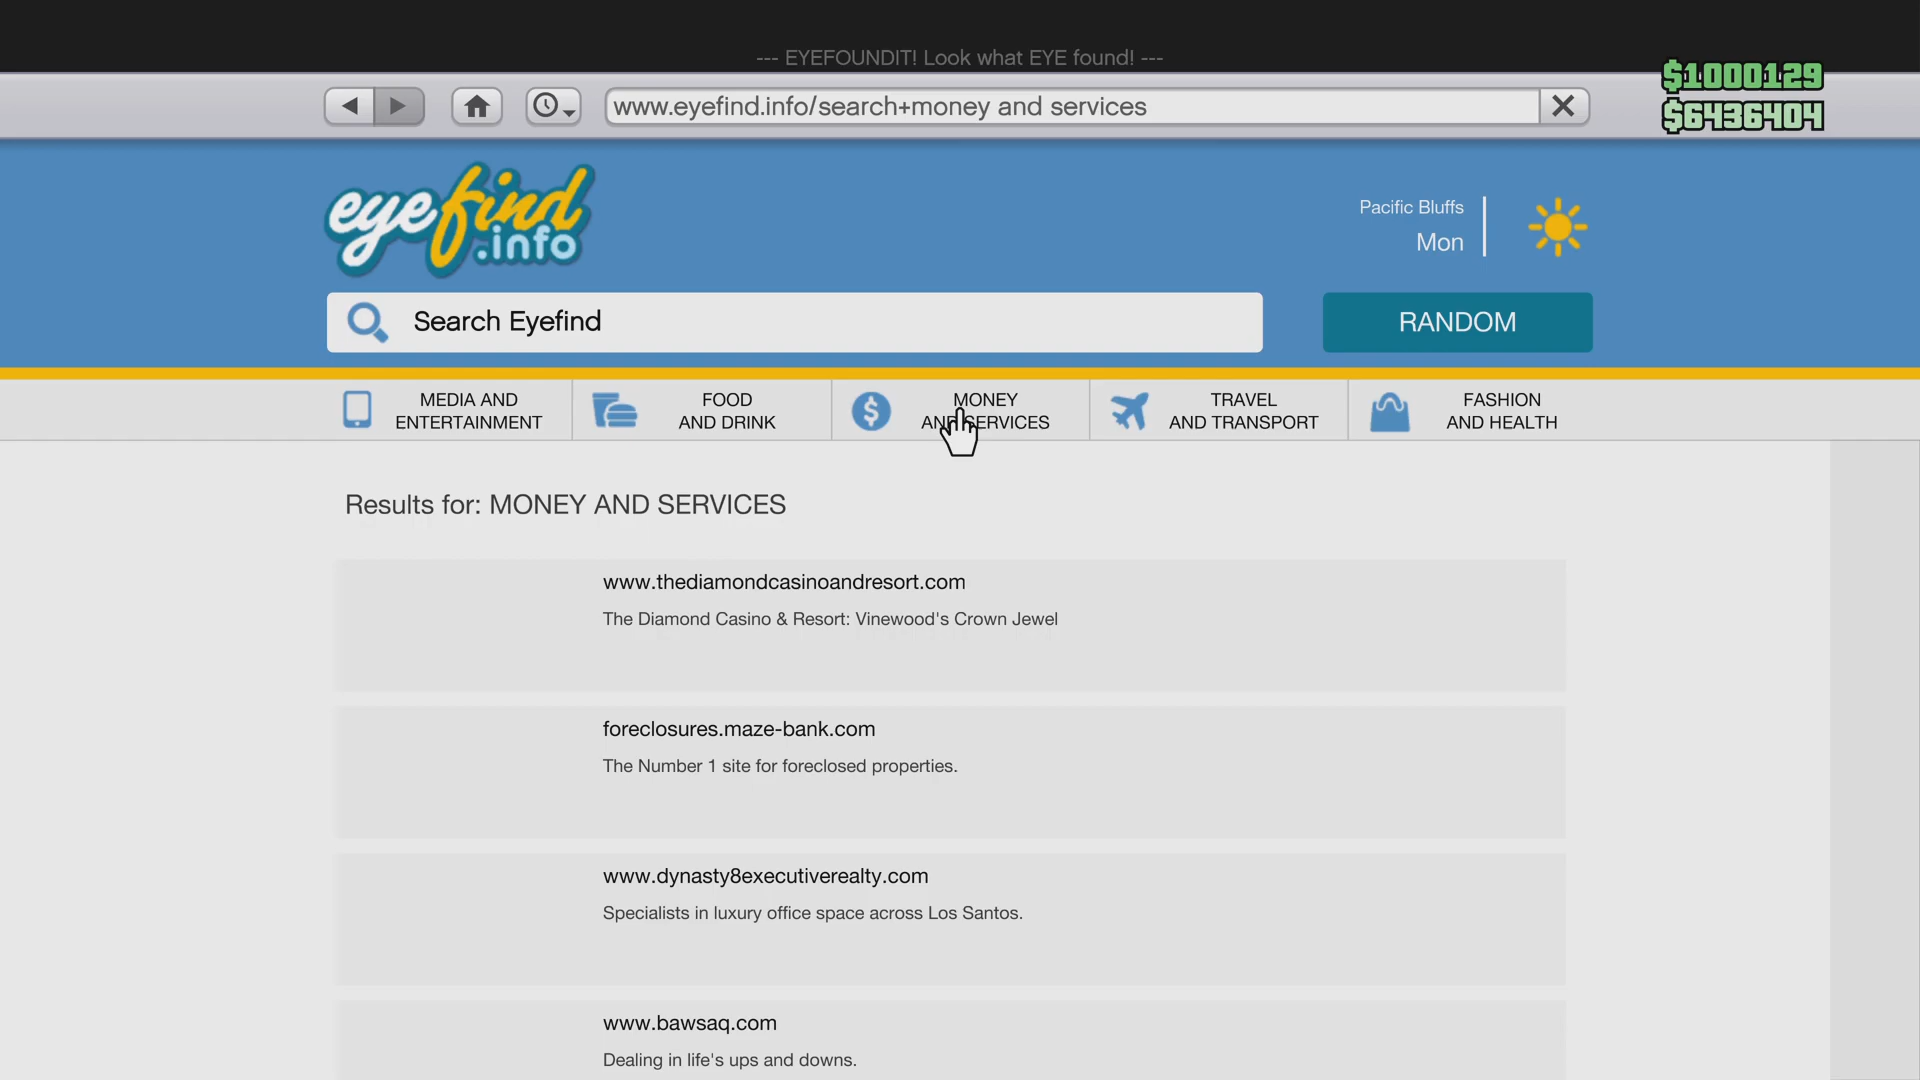 --- EYEFOUNDIT! Look what EYE found! ---
$1000129
www.eyefind.info/search+money and services
$6436404
eyefind
.info
Pacific Bluffs
Mon
Search Eyefind
RANDOM
MEDIA AND
ENTERTAINMENT
FOOD
AND DRINK
MONEY
AND SERVICES
TRAVEL
AND TRANSPORT
FASHION
AND HEALTH
Results for: MONEY AND SERVICES
www.thediamondcasinoandresort.com
The Diamond Casino & Resort: Vinewood's Crown Jewel
foreclosures.maze-bank.com
The Number 1 site for foreclosed properties.
www.dynasty8executiverealty.com
Specialists in luxury office space across Los Santos.
www.bawsaq.com
Dealing in life's ups and downs.